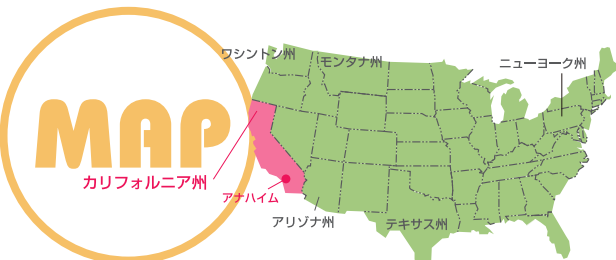 MAP
ワシントン州
モンタナ州
ニューヨーク州
カリフォルニア州
アナハイム
アリゾナ州
テキサス州